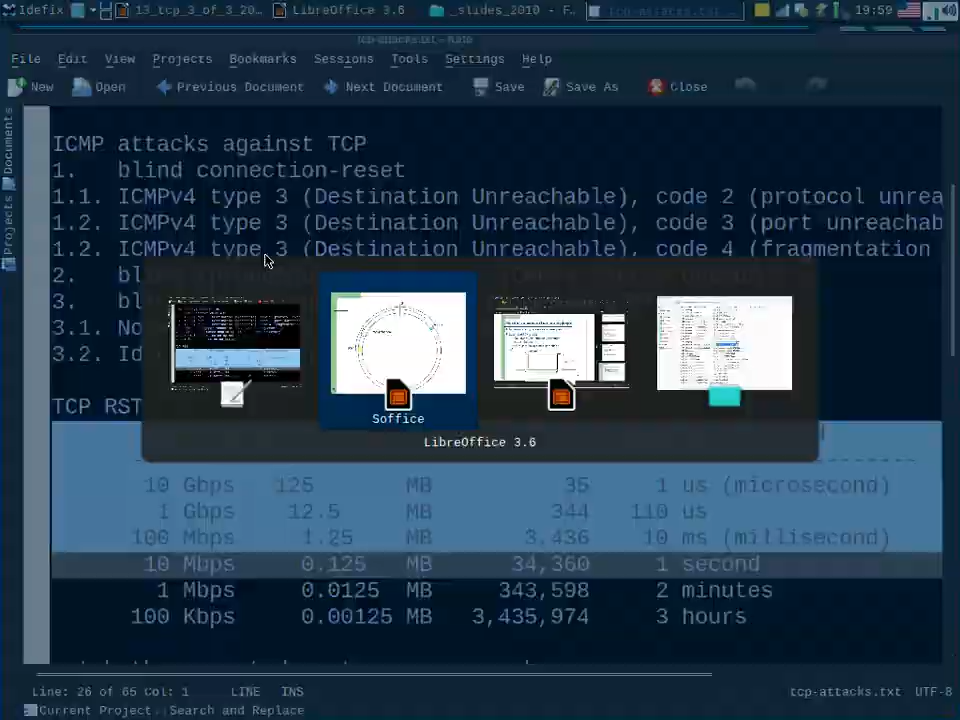 Idefix 13_tcp_3_of_3_20... LibreOffice 3.6 _slides_2010 - F... tcp-attacks.txt 19:59
tcp-attacks.txt - Kate
File Edit View Projects Bookmarks Sessions Tools Settings Help
New Open Previous Document Next Document Save Save As Close
Documents
Projects
ICMP attacks against TCP
1. blind connection-reset
1.1. ICMPv4 type 3 (Destination Unreachable), code 2 (protocol unrea
1.2. ICMPv4 type 3 (Destination Unreachable), code 3 (port unreachab
1.2. ICMPv4 type 3 (Destination Unreachable), code 4 (fragmentation
2. bl
3. bl
3.1. No
3.2. Id
Soffice
LibreOffice 3.6
TCP RST
10 Gbps 125 MB 35 1 us (microsecond)
1 Gbps 12.5 MB 344 110 us
100 Mbps 1.25 MB 3,436 10 ms (millisecond)
10 Mbps 0.125 MB 34,360 1 second
1 Mbps 0.0125 MB 343,598 2 minutes
100 Kbps 0.00125 MB 3,435,974 3 hours
Line: 26 of 65 Col: 1 LINE INS tcp-attacks.txt UTF-8
Current Project Search and Replace